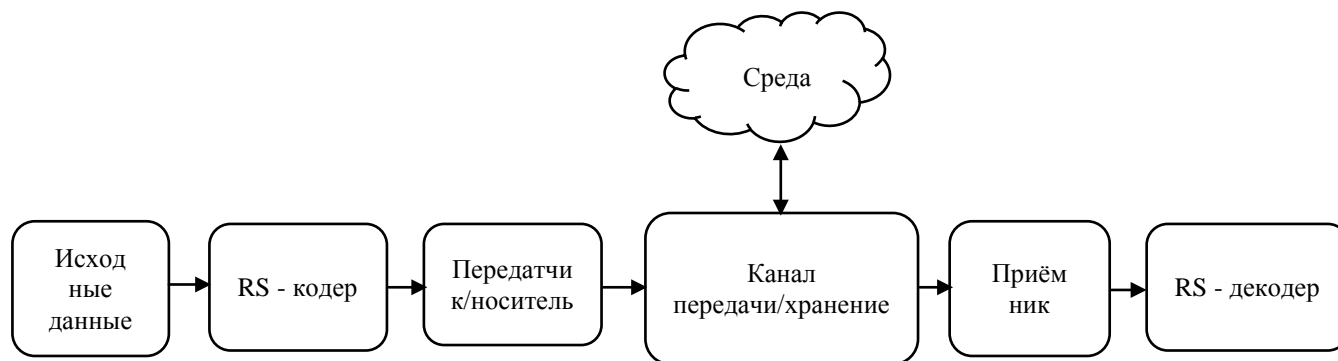 Среда
Исход
ные
данные
RS - кодер
Передатчи
к/носитель
Канал
передачи/хранение
Приём
ник
RS - декодер